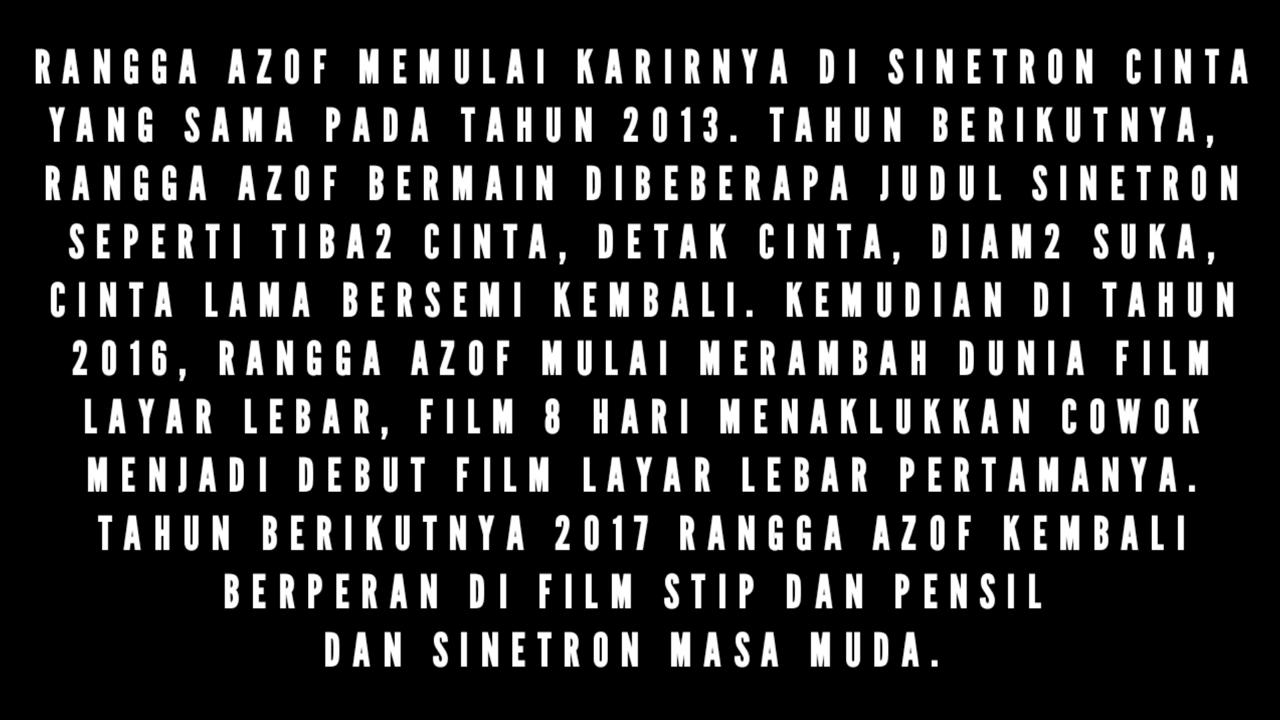 RANGGA AZOF MEMULAI KARIRNYA DI SINETRON CINTA
YANG SAMA PADA TAHUN 2013. TAHUN BERIKUTNYA,
RANGGA AZOF BERMAIN DIBEBERAPA JUDUL SINETRON
SEPERTI TIBA2 CINTA, DETAK CINTA, DIAM2 SUKA,
CINTA LAMA BERSEMI KEMBALI. KEMUDIAN DI TAHUN
2016, RANGGA AZOF MULAI MERAMBAH DUNIA FILM
LAYAR LEBAR, FILM 8 HARI MENAKLUKKAN COWOK
MENJADI DEBUT FILM LAYAR LEBAR PERTAMANYA.
TAHUN BERIKUTNYA 2017 RANGGA AZOF KEMBALI
BERPERAN DI FILM STIP DAN PENSIL
DAN SINETRON MASA MUDA.